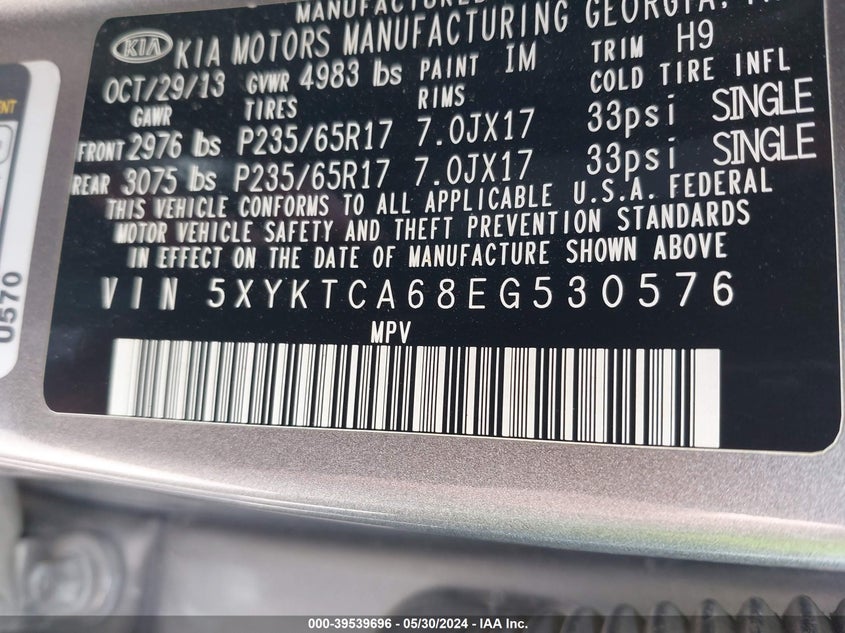 MANUFACTURED
KIA KIA MOTORS MANUFACTURING GEORGIA,
OCT/29/13 GVWR 4983 lbs PAINT IM TRIM H9
GAWR TIRES RIMS COLD TIRE INFL
FRONT 2976 lbs P235/65R17 7.0JX17 33psi SINGLE
REAR 3075 lbs P235/65R17 7.0JX17 33psi SINGLE
THIS VEHICLE CONFORMS TO ALL APPLICABLE U.S.A. FEDERAL
MOTOR VEHICLE SAFETY AND THEFT PREVENTION STANDARDS
IN EFFECT ON THE DATE OF MANUFACTURE SHOWN ABOVE
VIN 5XYKTCA68EG530576
MPV
0570
000-39539696 - 05/30/2024 - IAA Inc.